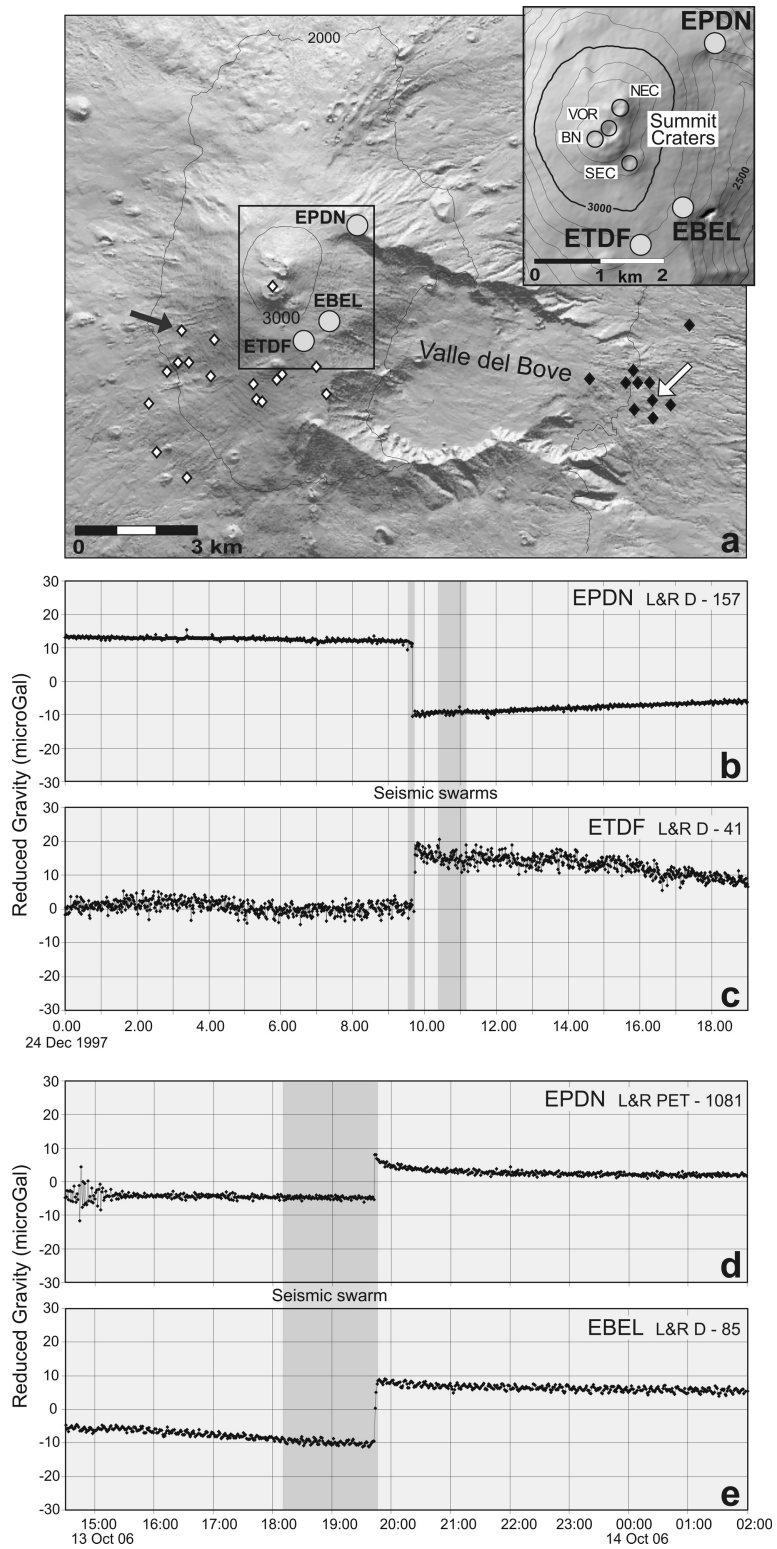 2000
EPDN
EBEL
3000
ETDF
Valle del Bove
0 3 km
a
EPDN
NEC
VOR
BN
Summit
Craters
SEC
3000
2500
EBEL
ETDF
0 1 2
km
Reduced Gravity (microGal)
30
20
10
0
-10
-20
-30
EPDN L&R D - 157
b
Seismic swarms
30
20
10
0
-10
-20
-30
ETDF L&R D - 41
c
0.00 2.00 4.00 6.00 8.00 10.00 12.00 14.00 16.00 18.00
24 Dec 1997
Reduced Gravity (microGal)
30
20
10
0
-10
-20
-30
EPDN L&R PET - 1081
d
Seismic swarm
30
20
10
0
-10
-20
-30
EBEL L&R D - 85
e
15:00 16:00 17:00 18:00 19:00 20:00 21:00 22:00 23:00 00:00 01:00 02:00
13 Oct 06 14 Oct 06